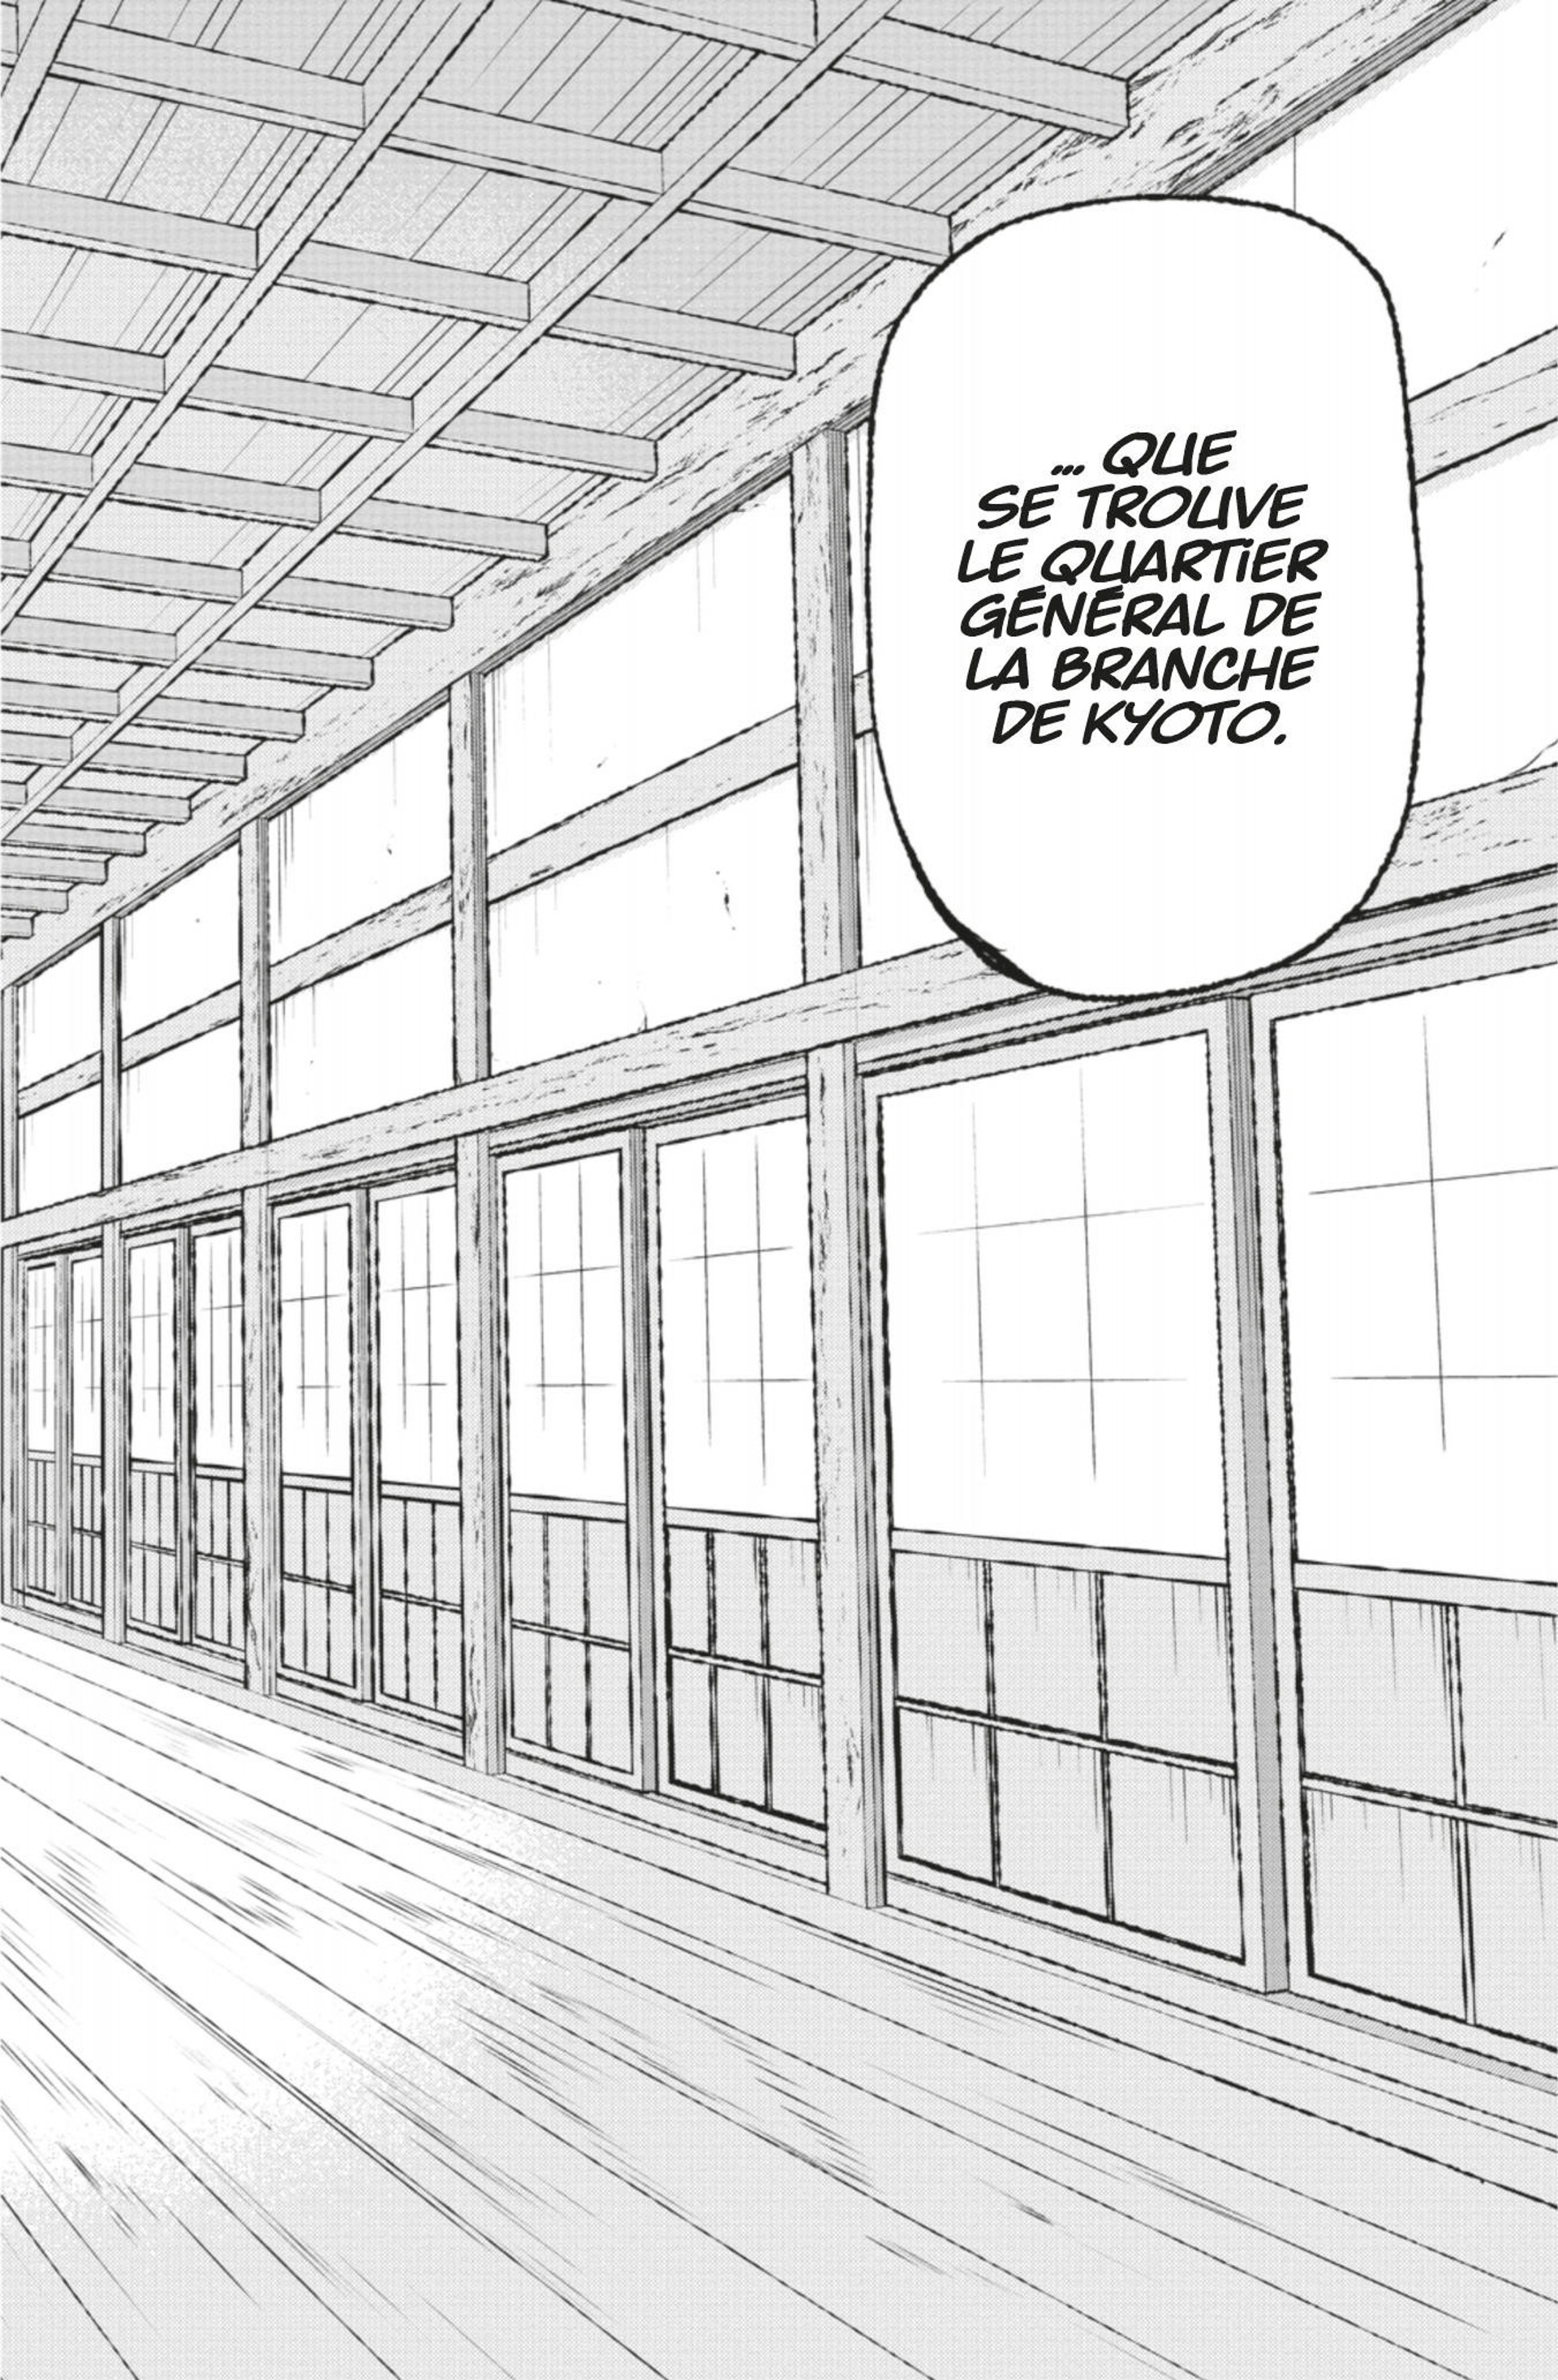 ... QUE
SE TROUVE
LE QUARTIER
GÉNÉRAL DE
LA BRANCHE
DE KYOTO.